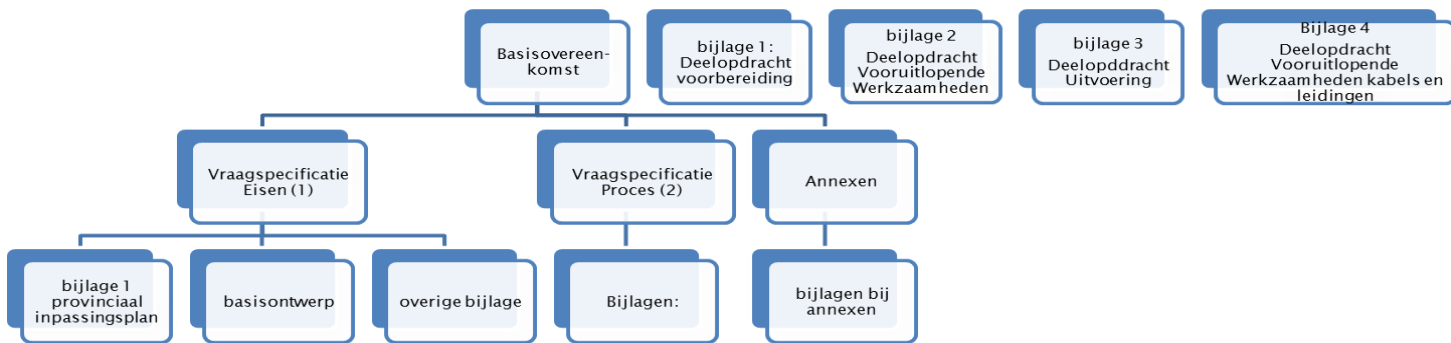 Basisovereen-
komst
bijlage 1:
Deelopdracht
voorbereiding
bijlage 2
Deelopdracht
Vooruitlopende
Werkzaamheden
bijlage 3
Deelopddracht
Uitvoering
Bijlage 4
Deelopdracht
Vooruitlopende
Werkzaamheden kabels en
leidingen
Vraagspecificatie
Eisen (1)
Vraagspecificatie
Proces (2)
Annexen
bijlage 1
provinciaal
inpassingsplan
basisontwerp
overige bijlage
Bijlagen:
bijlagen bij
annexen